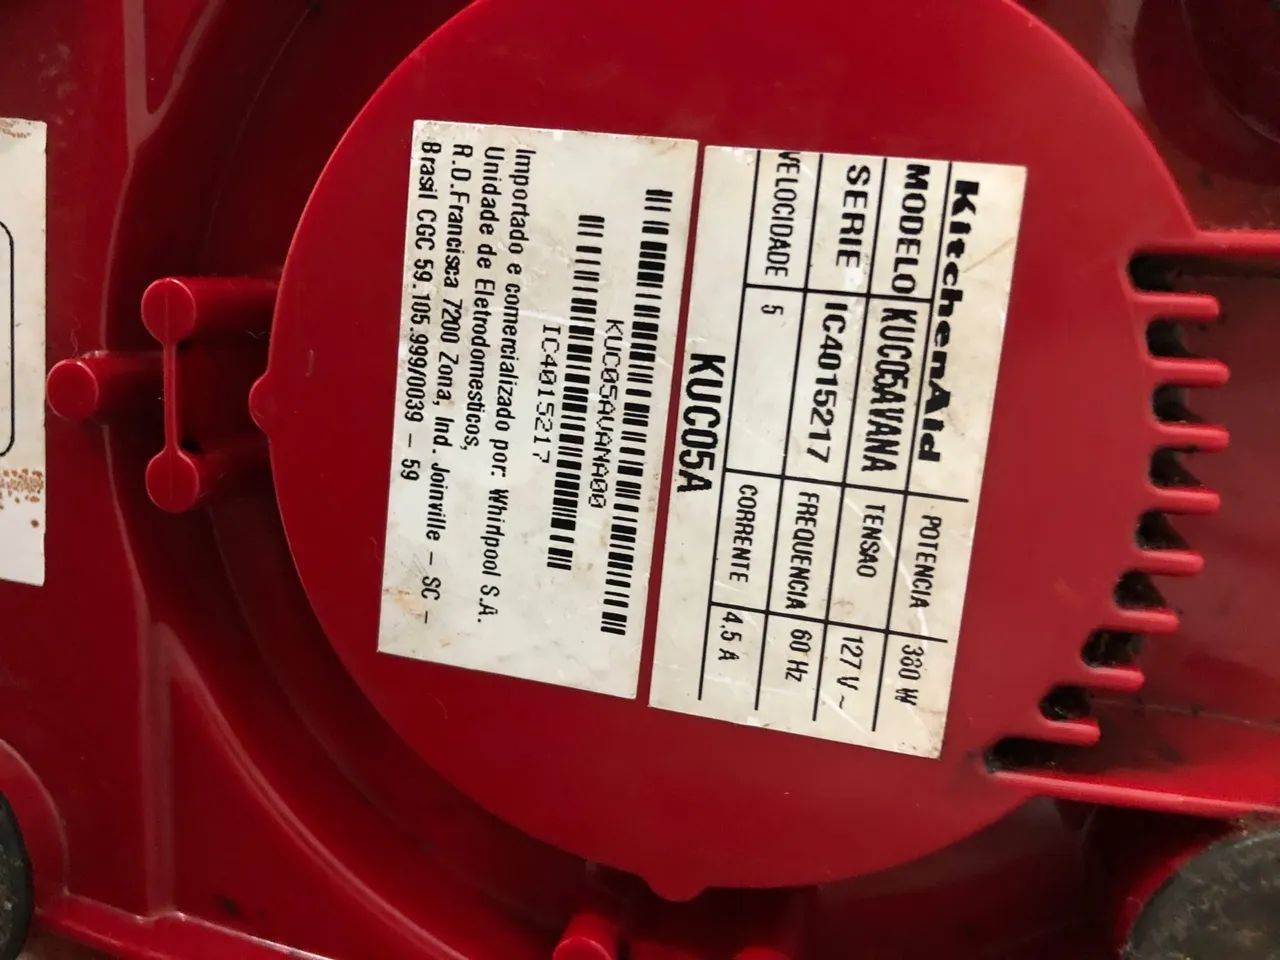 KitchenAid
POTENCIA 380 W
MODELO KUC05AVANA TENSAO 127 V ~
SERIE IC4015217 FREQUENCIA 60 Hz
VELOCIDADE 5 CORRENTE 4,5 A
KUC05A
KUC05AVANA00
IC4015217
Importado e comercializado por: Whirlpool S.A.
Unidade de Eletrodomesticos,
R.D.Francisca 7200 Zona, Ind. Joinville - SC -
Brasil CGC 59.105.999/0039 - 59